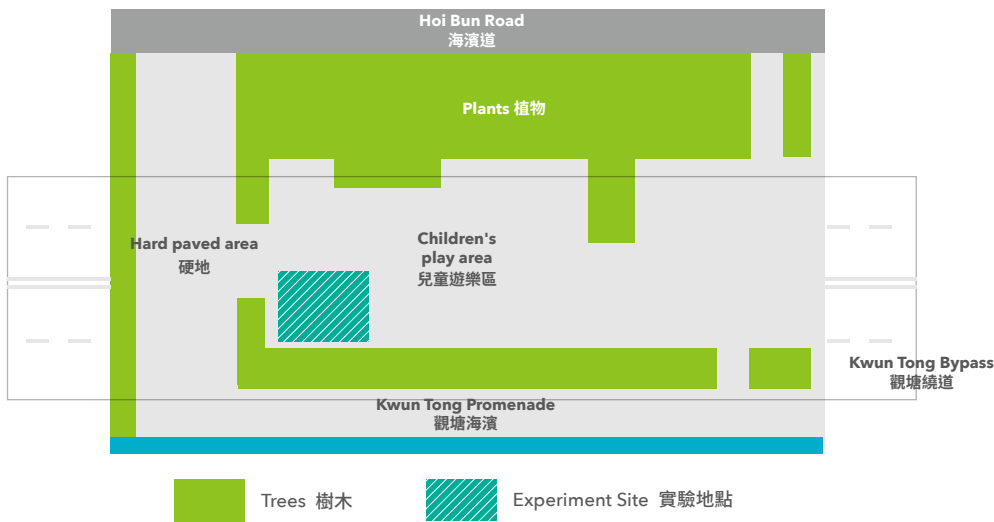 Hoi Bun Road
海濱道
Plants 植物
Hard paved area
硬地
Children's
play area
兒童遊樂區
Kwun Tong Bypass
觀塘繞道
Kwun Tong Promenade
觀塘海濱
Trees 樹木
Experiment Site 實驗地點